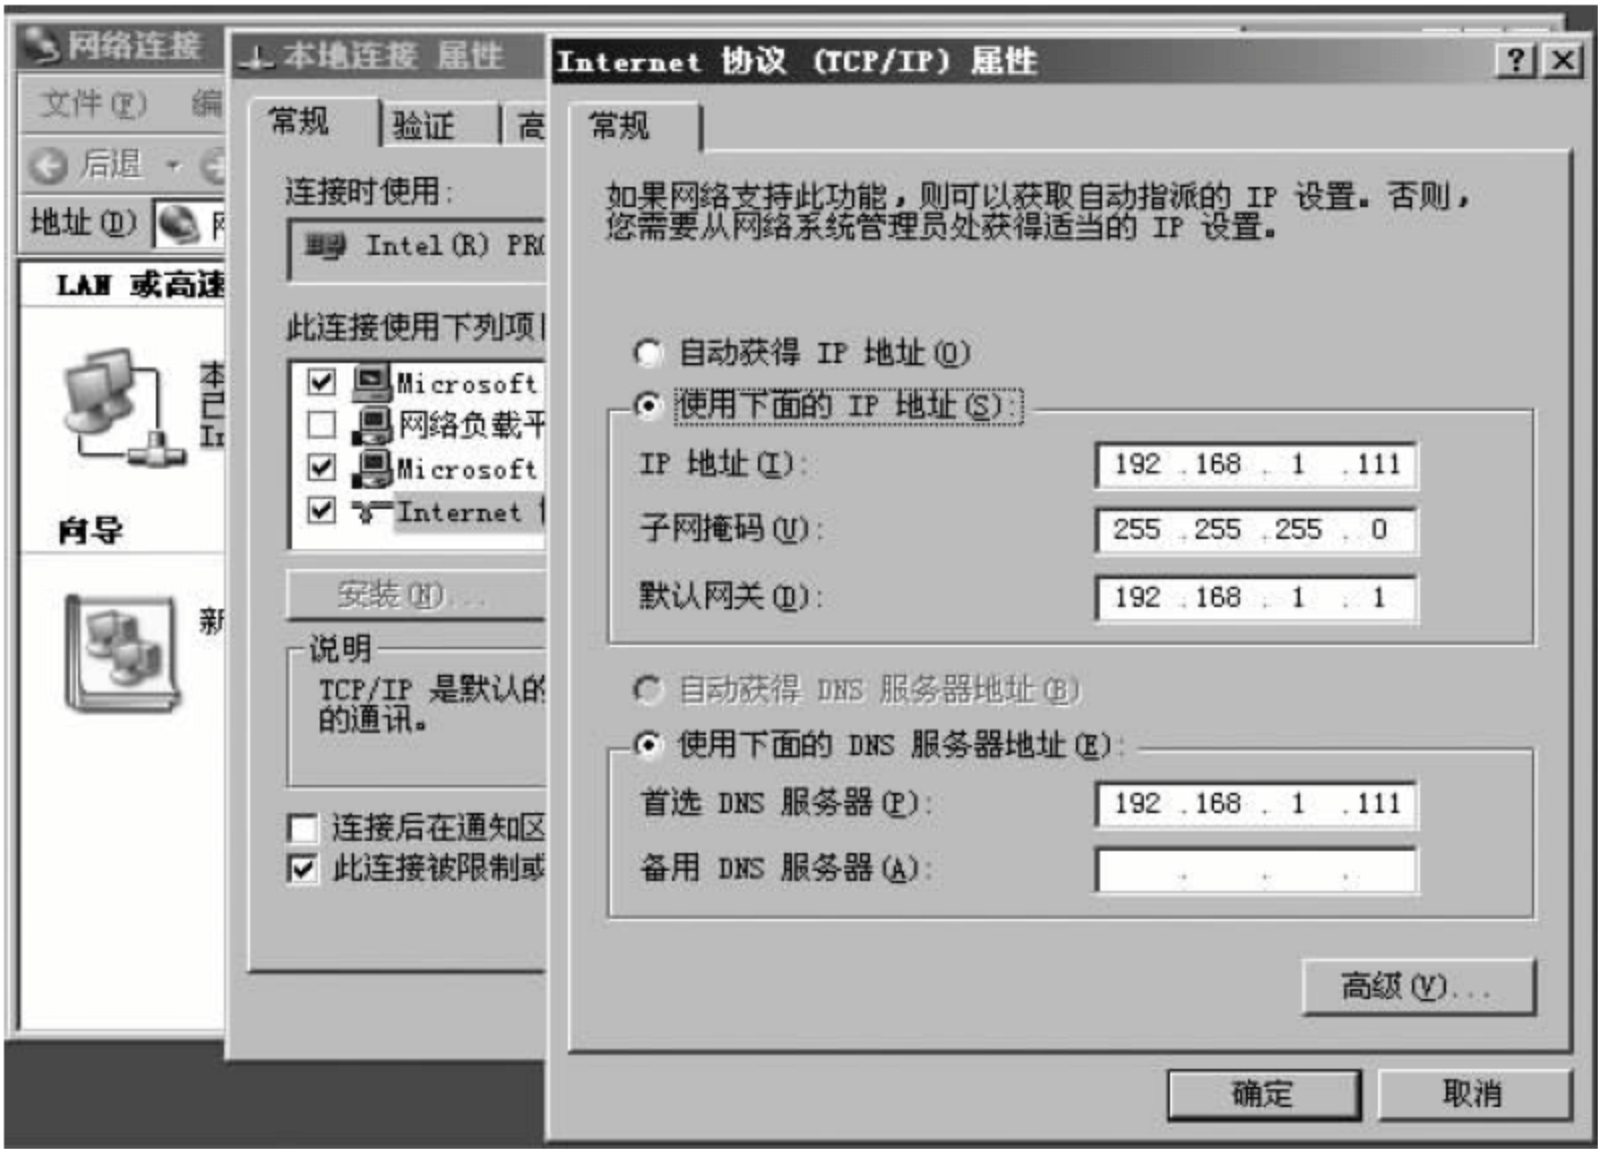 网络连接
文件(F) 编
后退
地址(D) 网
LAN 或高速
本
已
In
向导
新
本地连接 属性
常规 验证 高
连接时使用:
Intel(R) PRO
此连接使用下列项目
Microsoft
网络负载平
Microsoft
Internet
安装(N)...
说明
TCP/IP 是默认的
的通讯。
连接后在通知区
此连接被限制或
Internet 协议 (TCP/IP) 属性
常规
如果网络支持此功能，则可以获取自动指派的 IP 设置。否则，
您需要从网络系统管理员处获得适当的 IP 设置。
自动获得 IP 地址(O)
使用下面的 IP 地址(S):
IP 地址(I): 192 .168 . 1 .111
子网掩码(U): 255 .255 .255 . 0
默认网关(D): 192 .168 . 1 . 1
自动获得 DNS 服务器地址(B)
使用下面的 DNS 服务器地址(E):
首选 DNS 服务器(P): 192 .168 . 1 .111
备用 DNS 服务器(A): . . .
高级(V)...
确定 取消